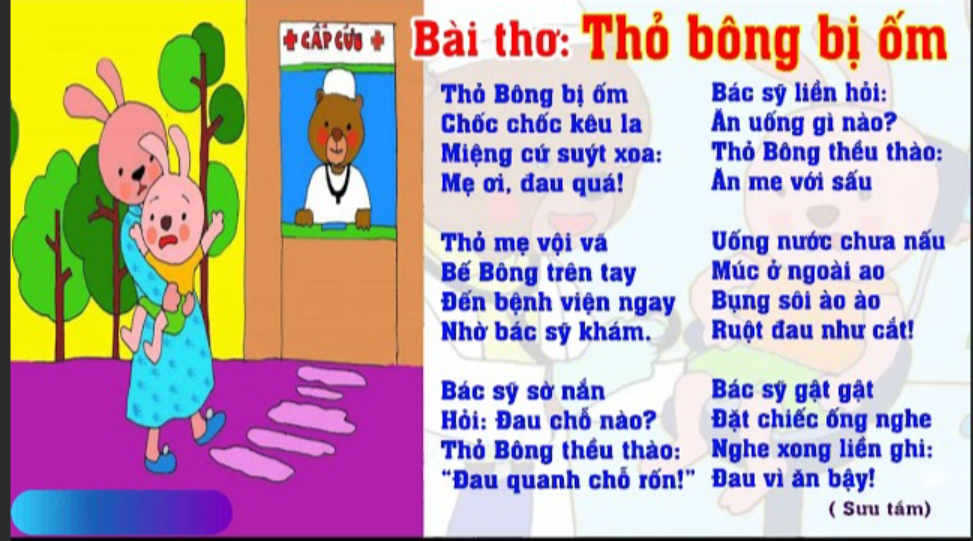 CẤP CỨU
Bài thơ: Thỏ bông bị ốm
Thỏ Bông bị ốm
Chốc chốc kêu la
Miệng cứ suýt xoa:
Mẹ ơi, đau quá!
Thỏ mẹ vội vã
Bế Bông trên tay
Đến bệnh viện ngay
Nhờ bác sỹ khám.
Bác sỹ sờ nắn
Hỏi: Đau chỗ nào?
Thỏ Bông thều thào:
“Đau quanh chỗ rốn!”
Bác sỹ liền hỏi:
Ăn uống gì nào?
Thỏ Bông thều thào:
Ăn me với sấu
Uống nước chưa nấu
Múc ở ngoài ao
Bụng sôi ào ào
Ruột đau như cắt!
Bác sỹ gật gật
Đặt chiếc ống nghe
Nghe xong liền ghi:
Đau vì ăn bậy!
( Sưu tầm)